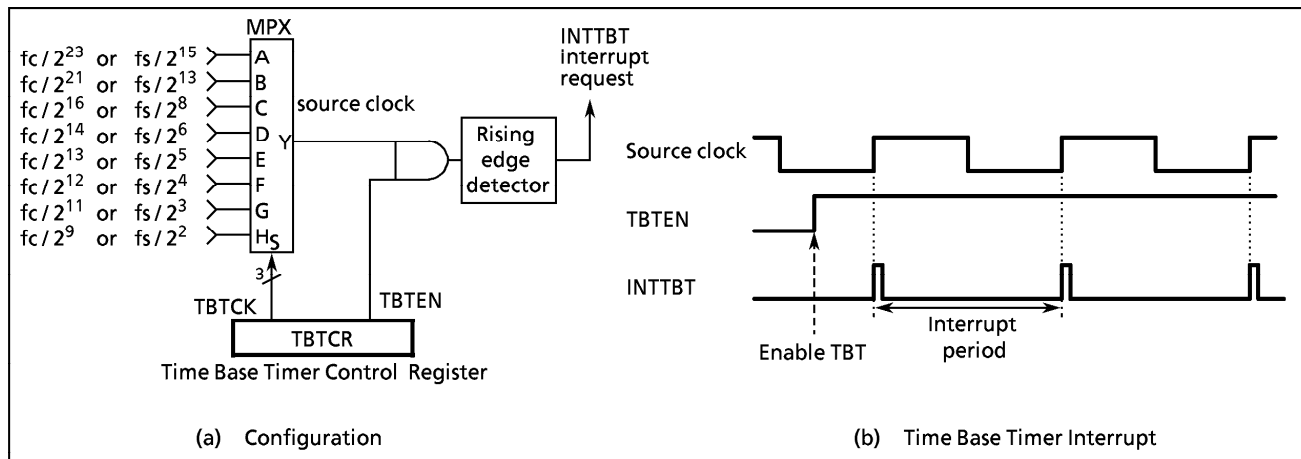 MPX
fc/2^23 or fs/2^15 A
fc/2^21 or fs/2^13 B
fc/2^16 or fs/2^8 C
fc/2^14 or fs/2^6 D
fc/2^13 or fs/2^5 E
fc/2^12 or fs/2^4 F
fc/2^11 or fs/2^3 G
fc/2^9 or fs/2^2 H
Y
S
source clock
Rising
edge
detector
INTTBT
interrupt
request
3
TBTCK
TBTEN
TBTCR
Time Base Timer Control Register
(a) Configuration
Source clock
TBTEN
INTTBT
Enable TBT
Interrupt
period
(b) Time Base Timer Interrupt